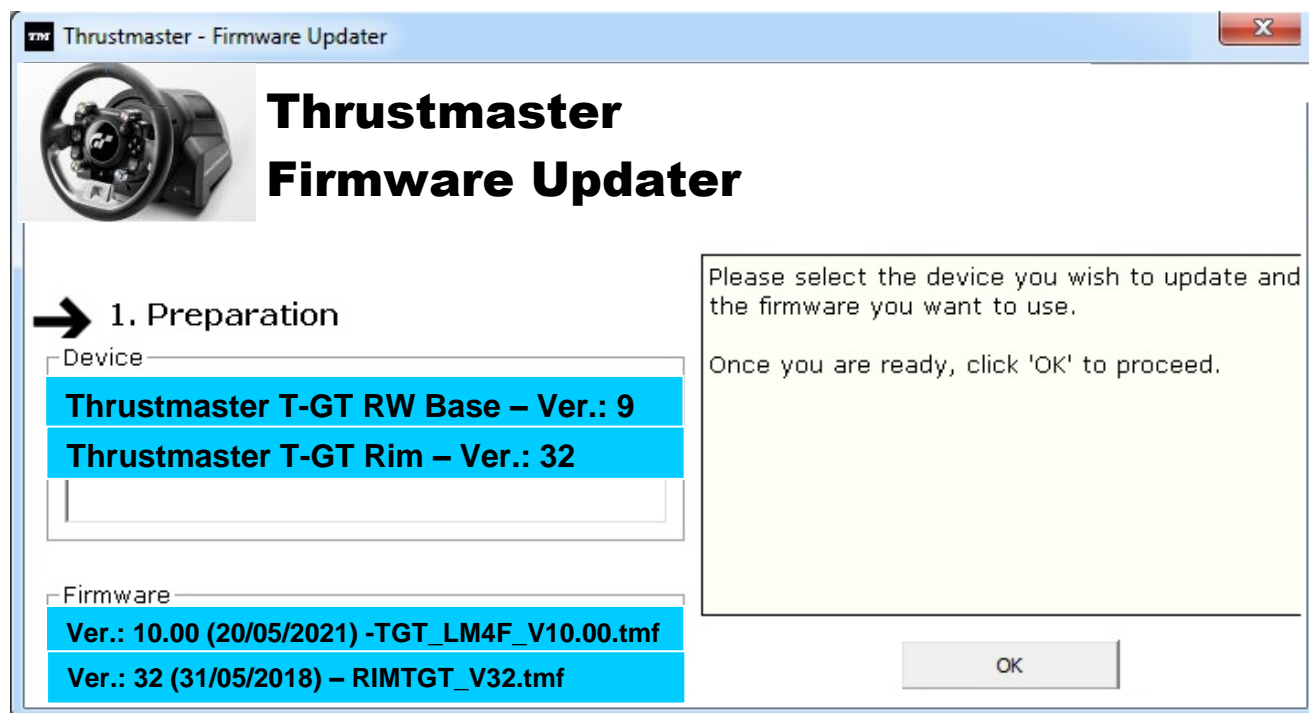 TM Thrustmaster - Firmware Updater
x
Thrustmaster
Firmware Updater
1. Preparation
Device
Thrustmaster T-GT RW Base – Ver.: 9
Thrustmaster T-GT Rim – Ver.: 32
Firmware
Ver.: 10.00 (20/05/2021) -TGT_LM4F_V10.00.tmf
Ver.: 32 (31/05/2018) – RIMTGT_V32.tmf
Please select the device you wish to update and
the firmware you want to use.
Once you are ready, click 'OK' to proceed.
OK